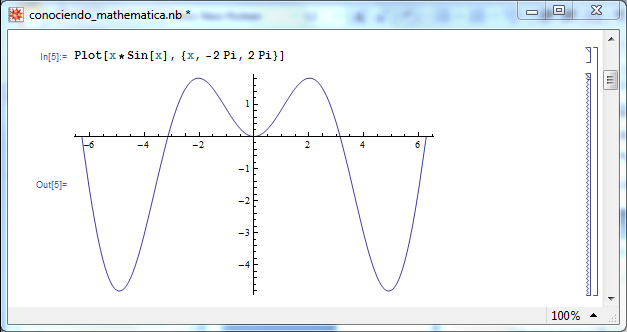 conociendo_mathematica.nb *
In[5]:= Plot[x*Sin[x], {x, -2 Pi, 2 Pi}]
1
-6 -4 -2 2 4 6
-1
Out[5]=
-2
-3
-4
100%